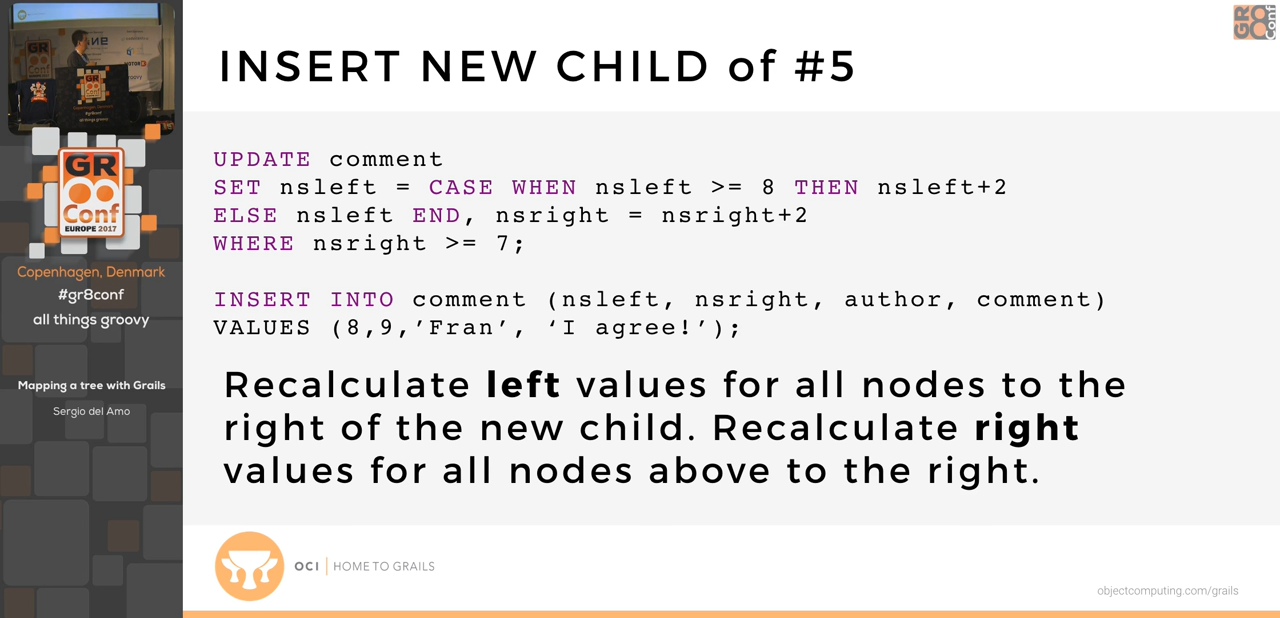 GR
Conf
INSERT NEW CHILD of #5
UPDATE comment
SET nsleft = CASE WHEN nsleft >= 8 THEN nsleft+2
ELSE nsleft END, nsright = nsright+2
WHERE nsright >= 7;
INSERT INTO comment (nsleft, nsright, author, comment)
VALUES (8,9,’Fran’, ‘I agree!’);
Recalculate left values for all nodes to the
right of the new child. Recalculate right
values for all nodes above to the right.
GR
Conf
EUROPE 2017
Copenhagen, Denmark
#gr8conf
all things groovy
Mapping a tree with Grails
Sergio del Amo
OCI | HOME TO GRAILS
objectcomputing.com/grails